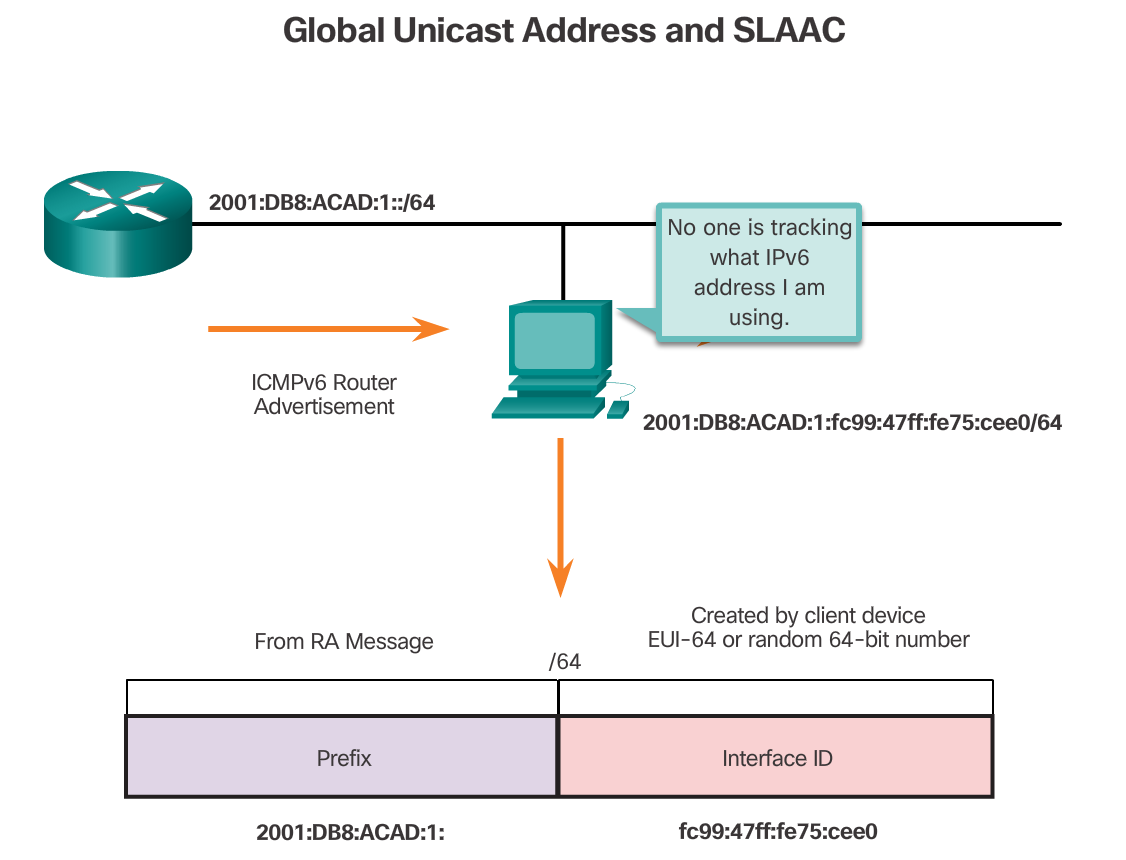 Global Unicast Address and SLAAC
2001:DB8:ACAD:1::/64
No one is tracking
what IPv6
address I am
using.
ICMPv6 Router
Advertisement
2001:DB8:ACAD:1:fc99:47ff:fe75:cee0/64
From RA Message
Created by client device
EUI-64 or random 64-bit number
/64
Prefix
Interface ID
2001:DB8:ACAD:1:
fc99:47ff:fe75:cee0